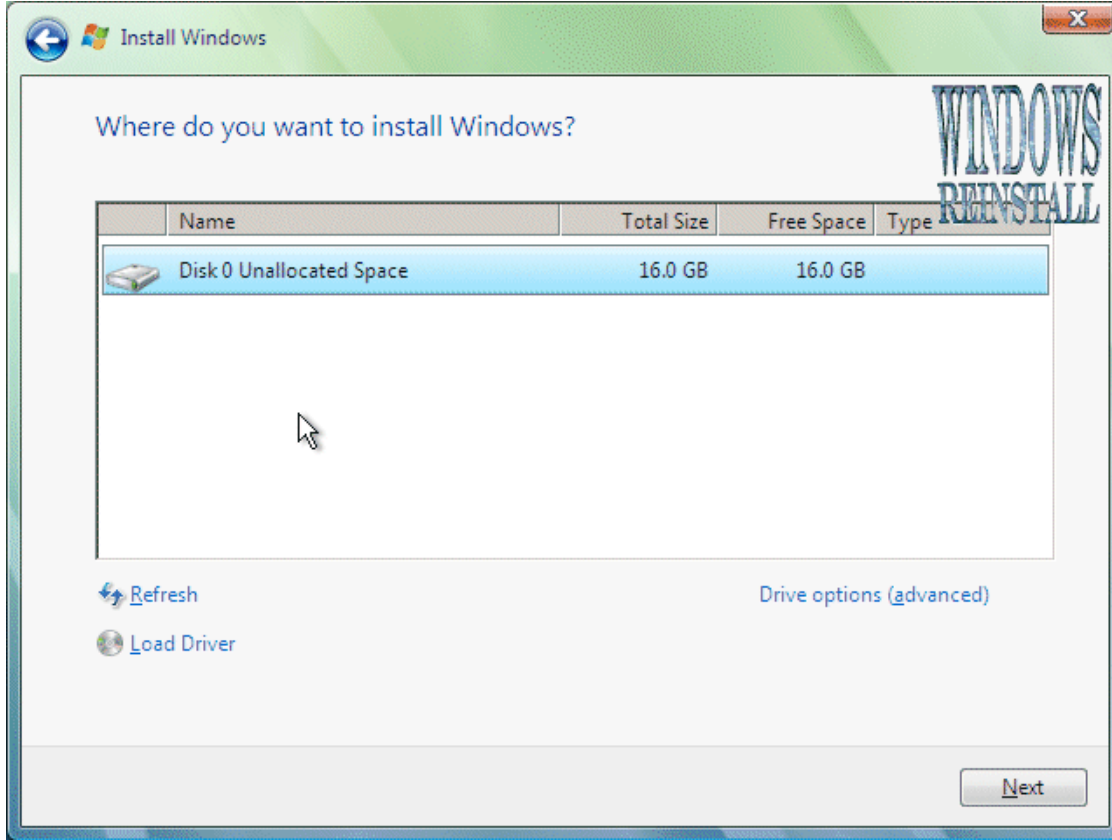 Install Windows
Where do you want to install Windows?
WINDOWS
REINSTALL
Name Total Size Free Space Type
Disk 0 Unallocated Space 16.0 GB 16.0 GB
Refresh Drive options (advanced)
Load Driver
Next